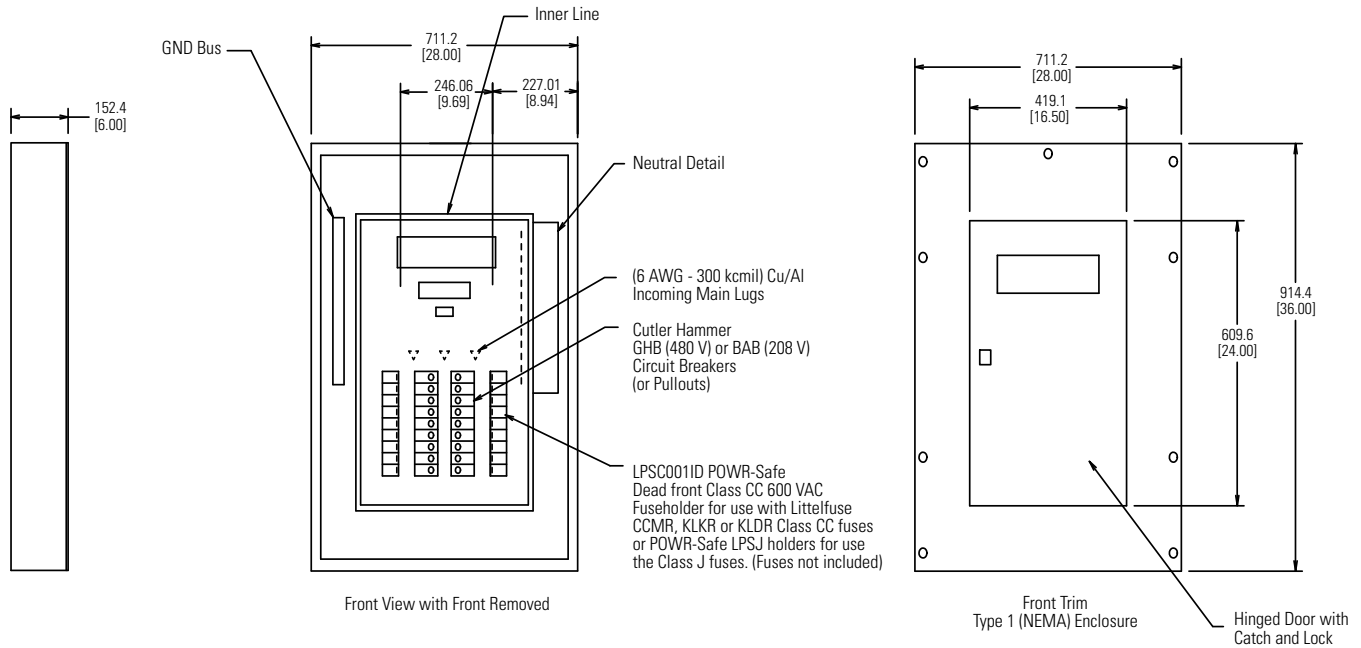 Inner Line
GND Bus
711.2
[28.00]
246.06
[9.69]
227.01
[8.94]
152.4
[6.00]
Neutral Detail
(6 AWG - 300 kcmil) Cu/Al
Incoming Main Lugs
Cutler Hammer
GHB (480 V) or BAB (208 V)
Circuit Breakers
(or Pullouts)
LPSC001ID POWR-Safe
Dead front Class CC 600 VAC
Fuseholder for use with Littelfuse
CCMR, KLKR or KLDR Class CC fuses
or POWR-Safe LPSJ holders for use
the Class J fuses. (Fuses not included)
Front View with Front Removed
711.2
[28.00]
419.1
[16.50]
914.4
[36.00]
609.6
[24.00]
Front Trim
Type 1 (NEMA) Enclosure
Hinged Door with
Catch and Lock